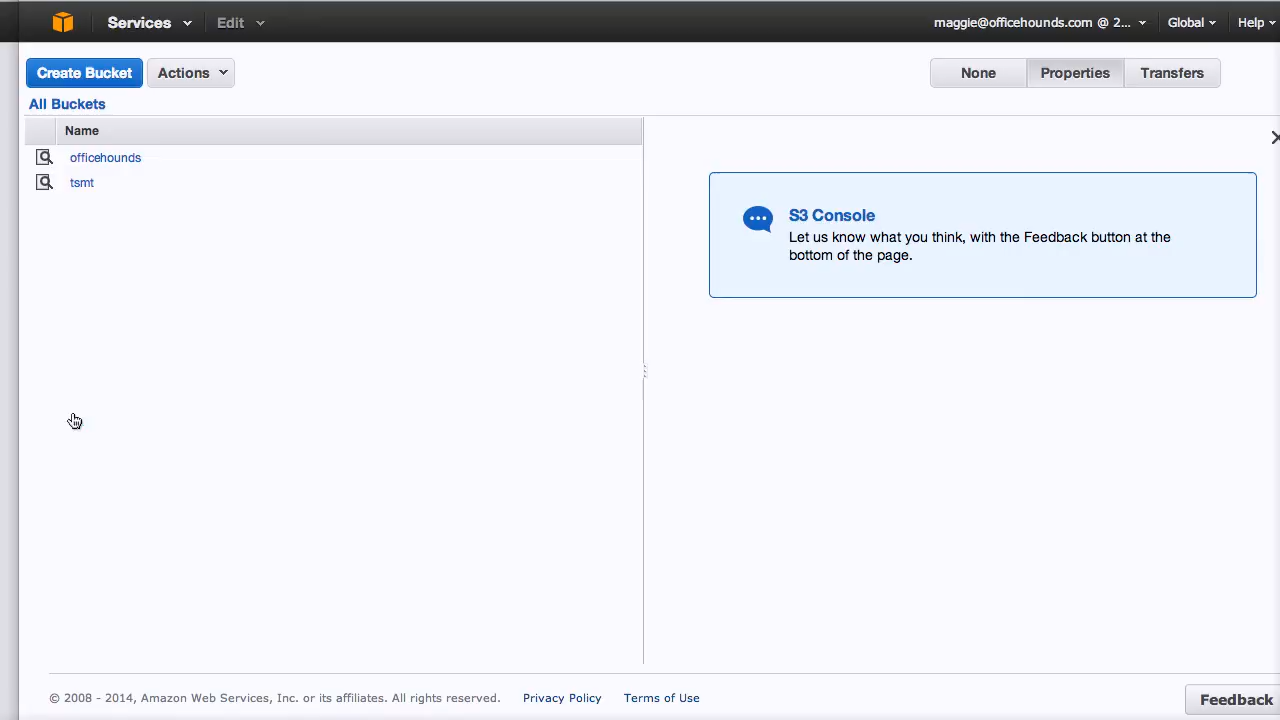 Services Edit maggie@officehounds.com @ 2... Global Help
Create Bucket Actions None Properties Transfers
All Buckets
Name
officehounds
tsmt
S3 Console
Let us know what you think, with the Feedback button at the
bottom of the page.
© 2008 - 2014, Amazon Web Services, Inc. or its affiliates. All rights reserved. Privacy Policy Terms of Use
Feedback